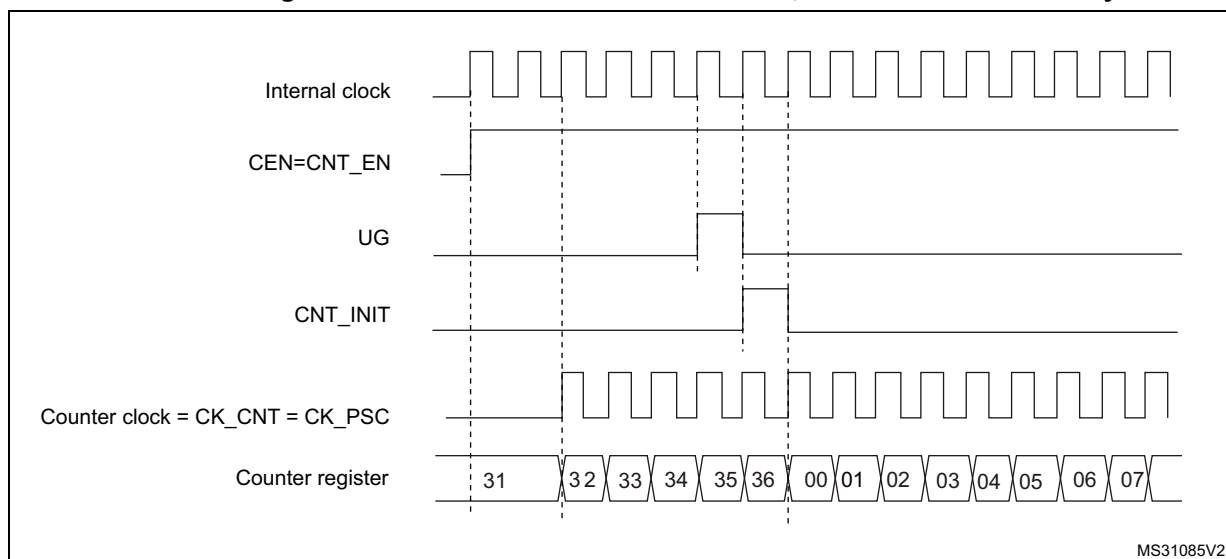 Internal clock
CEN=CNT_EN
UG
CNT_INIT
Counter clock = CK_CNT = CK_PSC
Counter register 31 32 33 34 35 36 00 01 02 03 04 05 06 07
MS31085V2